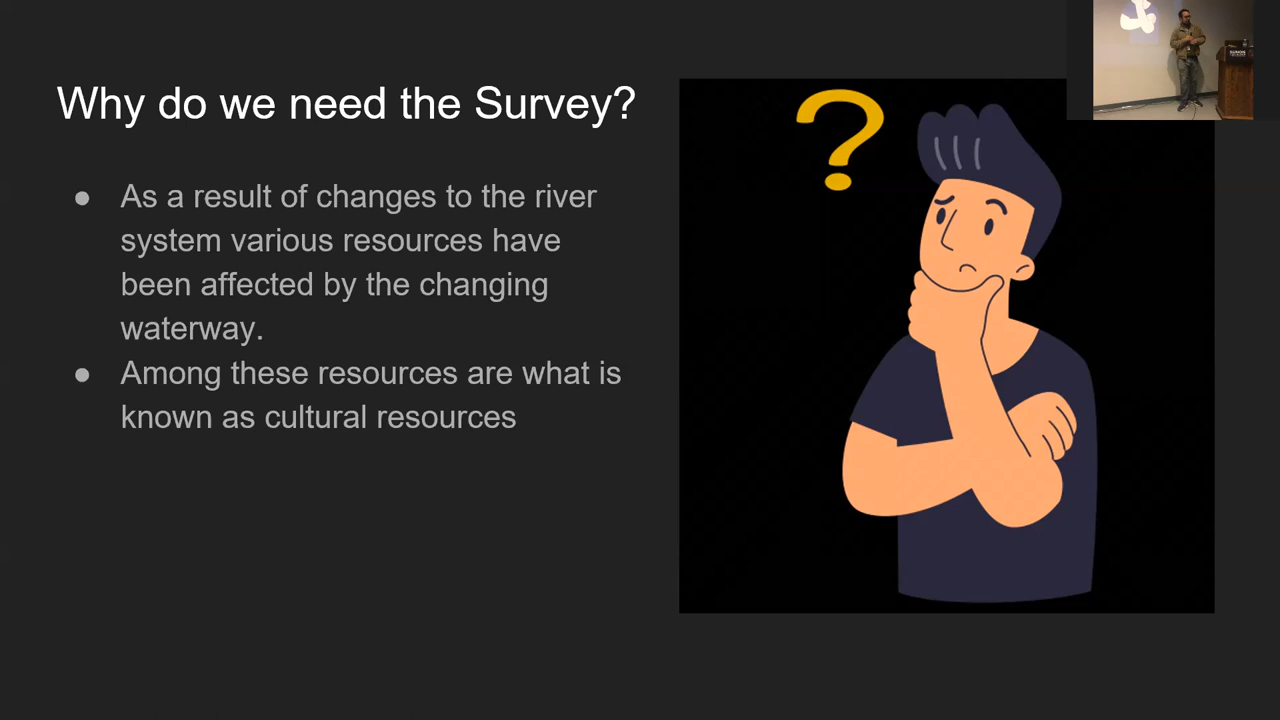 Why do we need the Survey?
● As a result of changes to the river
system various resources have
been affected by the changing
waterway.
● Among these resources are what is
known as cultural resources
?